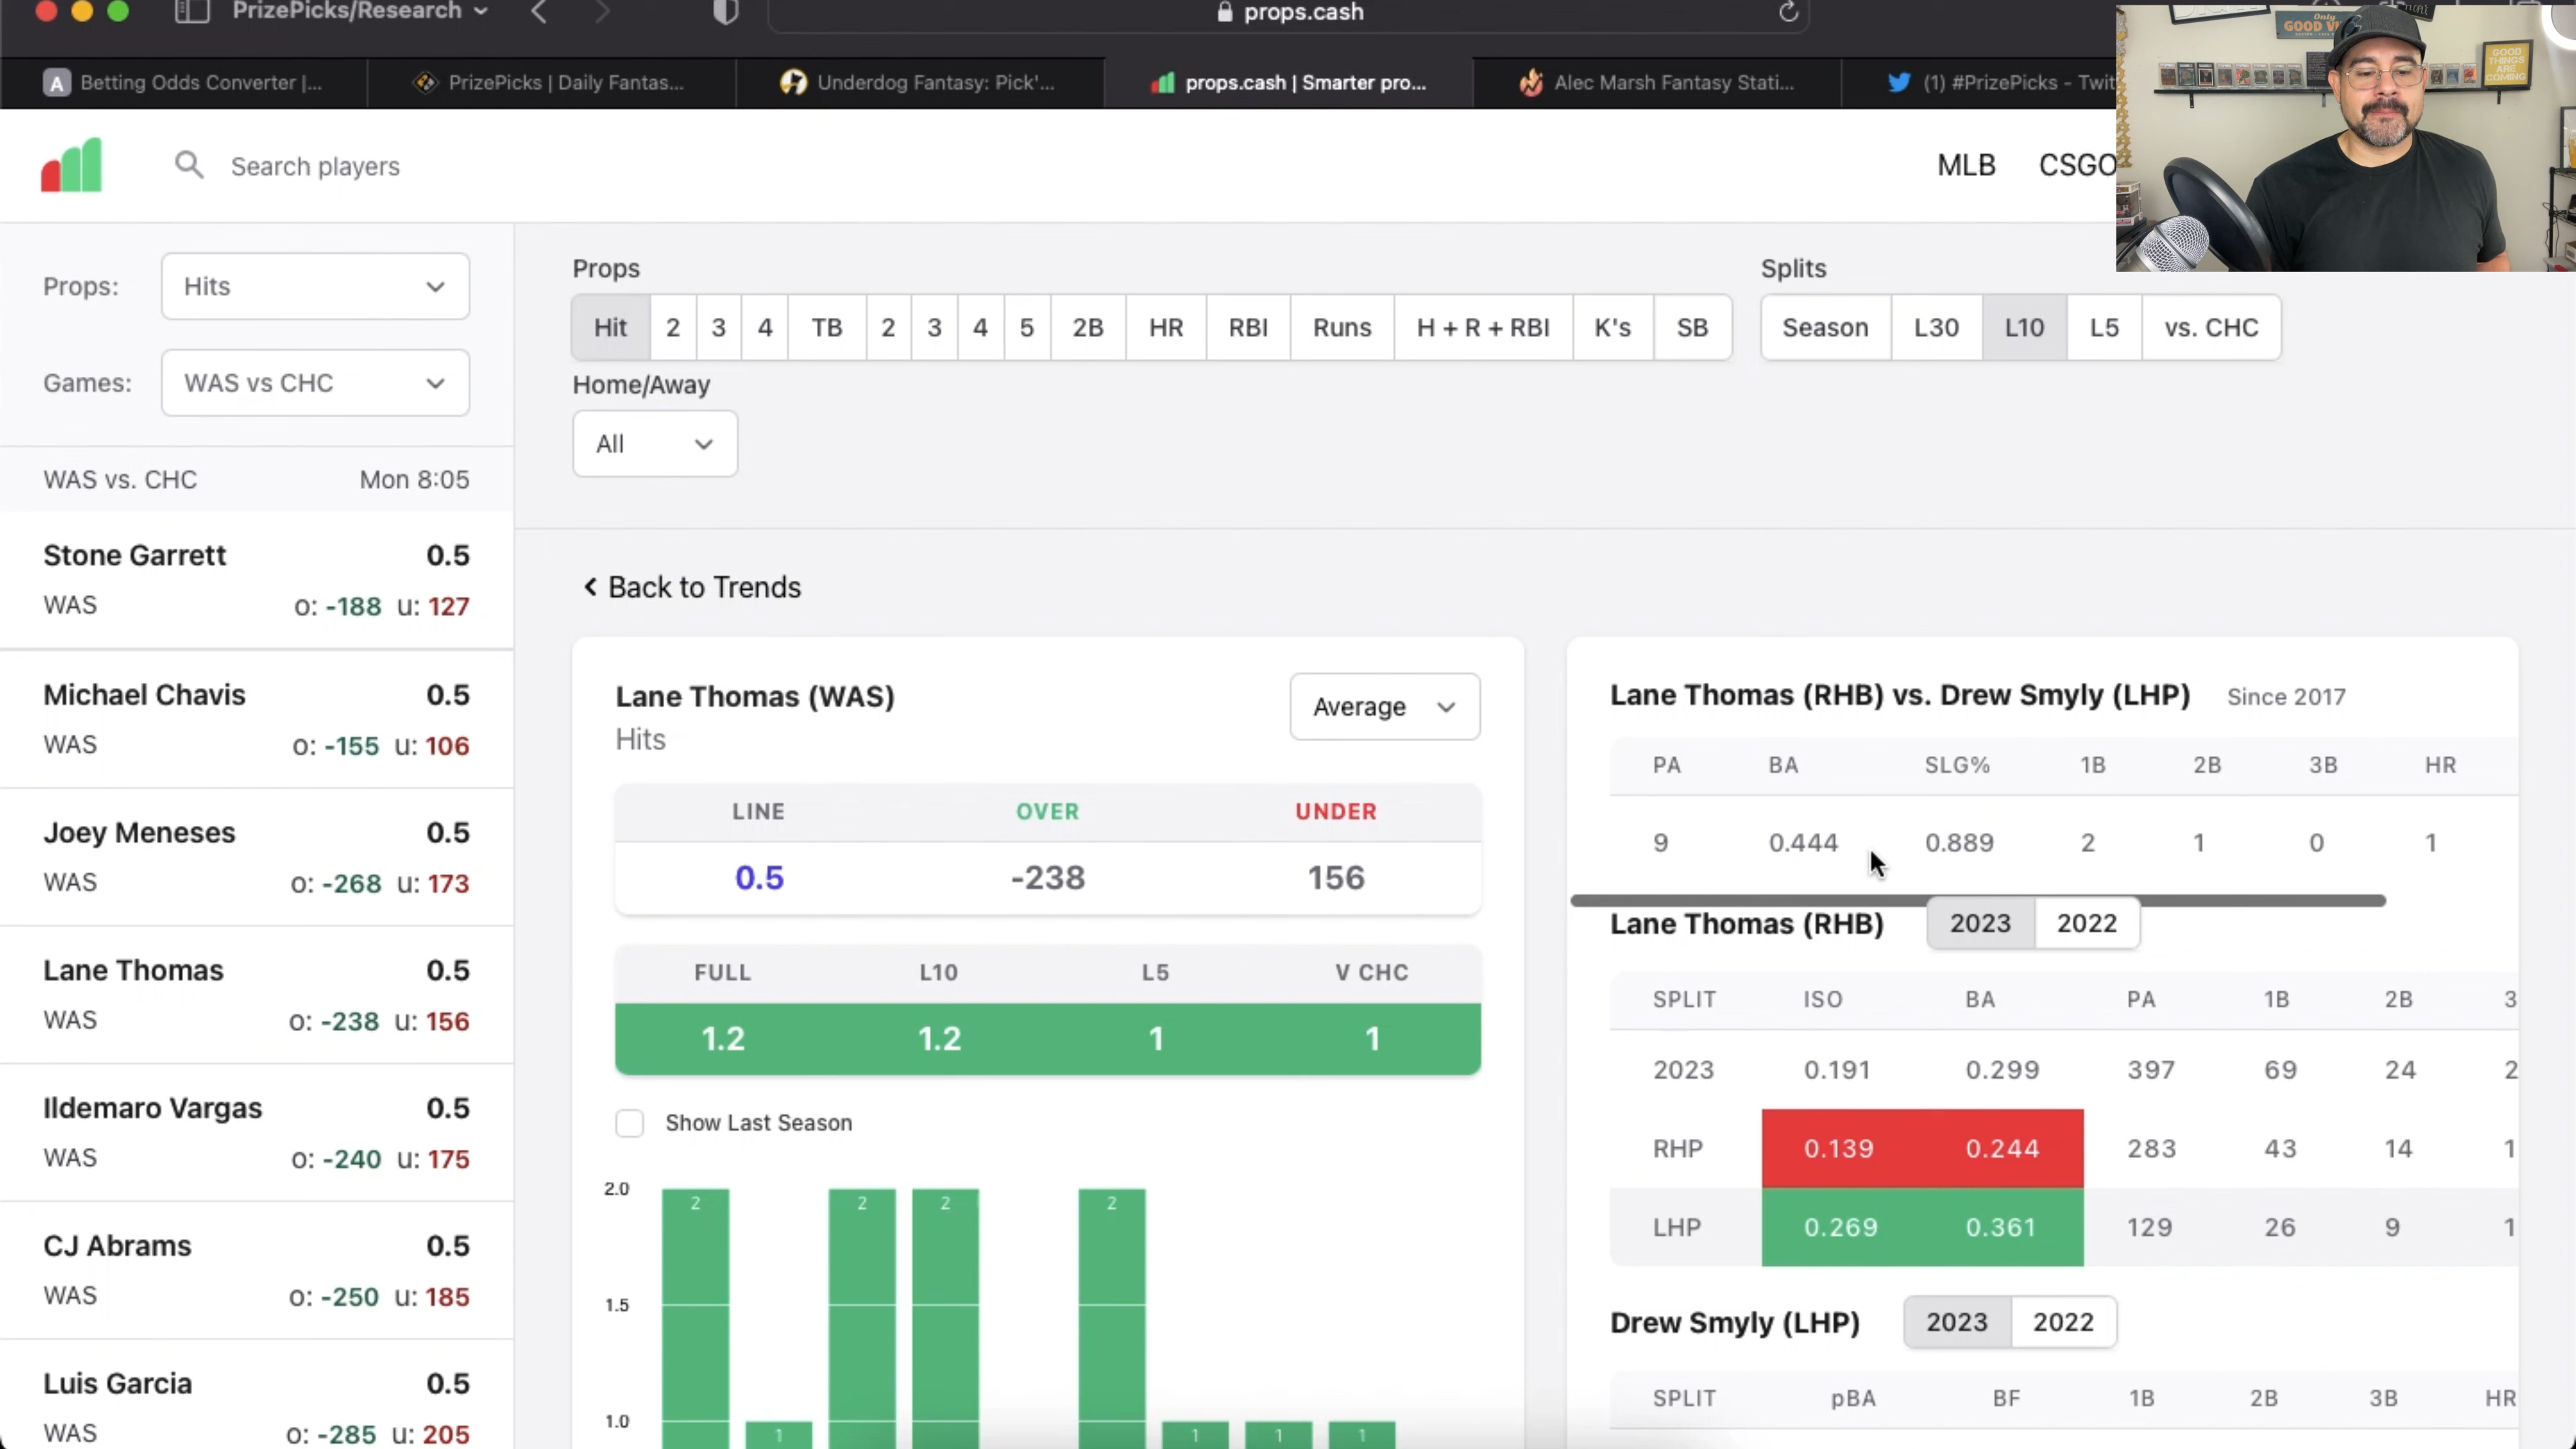 PrizePicks/Research
props.cash
A Betting Odds Converter |...
PrizePicks | Daily Fantas...
Underdog Fantasy: Pick'...
props.cash | Smarter pro...
Alec Marsh Fantasy Stati...
(1) #PrizePicks - Twit
Only
GOOD
GOOD
THINGS
ARE
COMING
Search players
MLB CSGO
Props: Hits
Games: WAS vs CHC
WAS vs. CHC Mon 8:05
Stone Garrett 0.5
WAS o: -188 u: 127
Michael Chavis 0.5
WAS o: -155 u: 106
Joey Meneses 0.5
WAS o: -268 u: 173
Lane Thomas 0.5
WAS o: -238 u: 156
Ildemaro Vargas 0.5
WAS o: -240 u: 175
CJ Abrams 0.5
WAS o: -250 u: 185
Luis Garcia 0.5
WAS o: -285 u: 205
Props
Hit 2 3 4 TB 2 3 4 5 2B HR RBI Runs H + R + RBI K's SB
Splits
Season L30 L10 L5 vs. CHC
Home/Away
All
Back to Trends
Lane Thomas (WAS)
Hits
Average
LINE OVER UNDER
0.5 -238 156
FULL L10 L5 V CHC
1.2 1.2 1 1
Show Last Season
2.0
1.5
1.0
2 1 2 2 2 1 1 1
Lane Thomas (RHB) vs. Drew Smyly (LHP) Since 2017
PA BA SLG% 1B 2B 3B HR
9 0.444 0.889 2 1 0 1
Lane Thomas (RHB) 2023 2022
SPLIT ISO BA PA 1B 2B 3
2023 0.191 0.299 397 69 24 2
RHP 0.139 0.244 283 43 14 1
LHP 0.269 0.361 129 26 9 1
Drew Smyly (LHP) 2023 2022
SPLIT pBA BF 1B 2B 3B HR